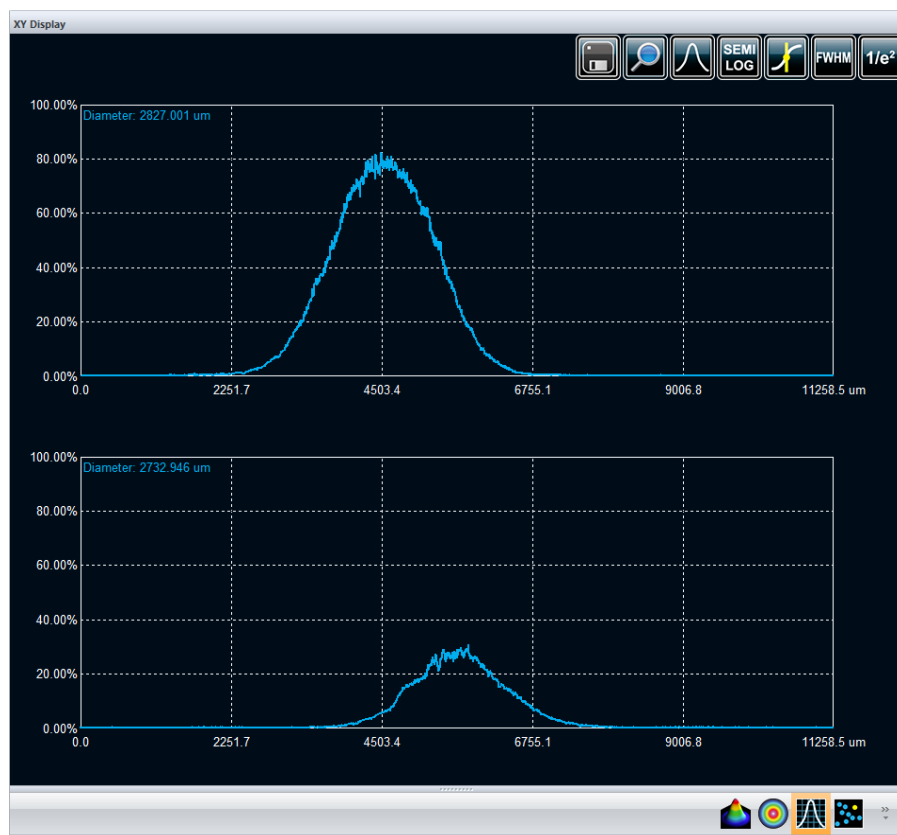 XY Display
SEMI LOG
FWHM
1/e²
100.00%
Diameter: 2827.001 um
80.00%
60.00%
40.00%
20.00%
0.00%
0.0 2251.7 4503.4 6755.1 9006.8 11258.5 um
100.00%
Diameter: 2732.946 um
80.00%
60.00%
40.00%
20.00%
0.00%
0.0 2251.7 4503.4 6755.1 9006.8 11258.5 um